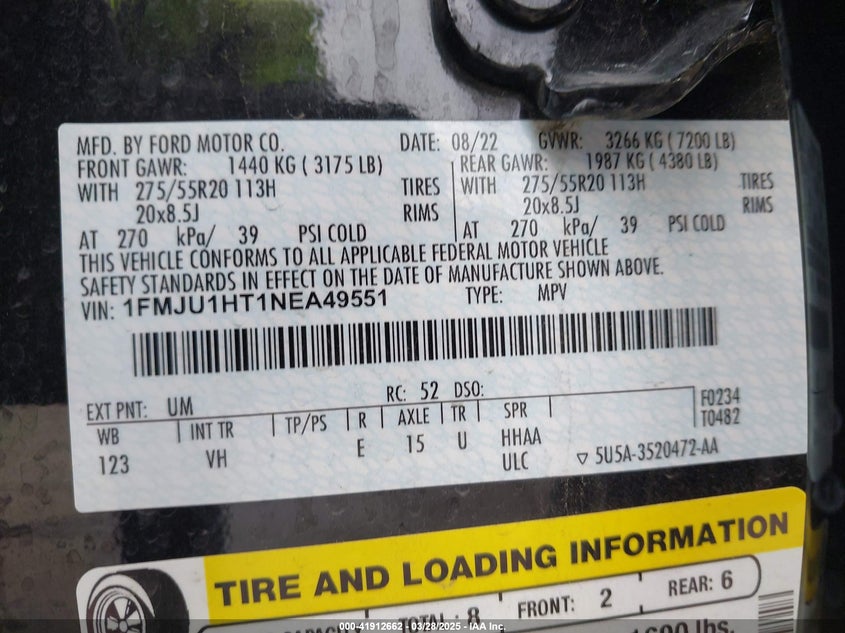 MFD. BY FORD MOTOR CO. DATE: 08/22 GVWR: 3266 KG ( 7200 LB)
FRONT GAWR: 1440 KG ( 3175 LB) REAR GAWR: 1987 KG ( 4380 LB)
WITH 275/55R20 113H TIRES WITH 275/55R20 113H TIRES
20x8.5J RIMS 20x8.5J RIMS
AT 270 kPa/ 39 PSI COLD AT 270 kPa/ 39 PSI COLD
THIS VEHICLE CONFORMS TO ALL APPLICABLE FEDERAL MOTOR VEHICLE
SAFETY STANDARDS IN EFFECT ON THE DATE OF MANUFACTURE SHOWN ABOVE.
VIN: 1FMJU1HT1NEA49551 TYPE: MPV
EXT PNT: UM RC: 52 DSO: F0234
WB INT TR TP/PS R AXLE TR SPR T0482
123 VH E 15 U HHAA
ULC 5U5A-3520472-AA
TIRE AND LOADING INFORMATION
TOTAL: 8 FRONT: 2 REAR: 6
lbs.
000-41912662 - 03/28/2025 - IAA, Inc.